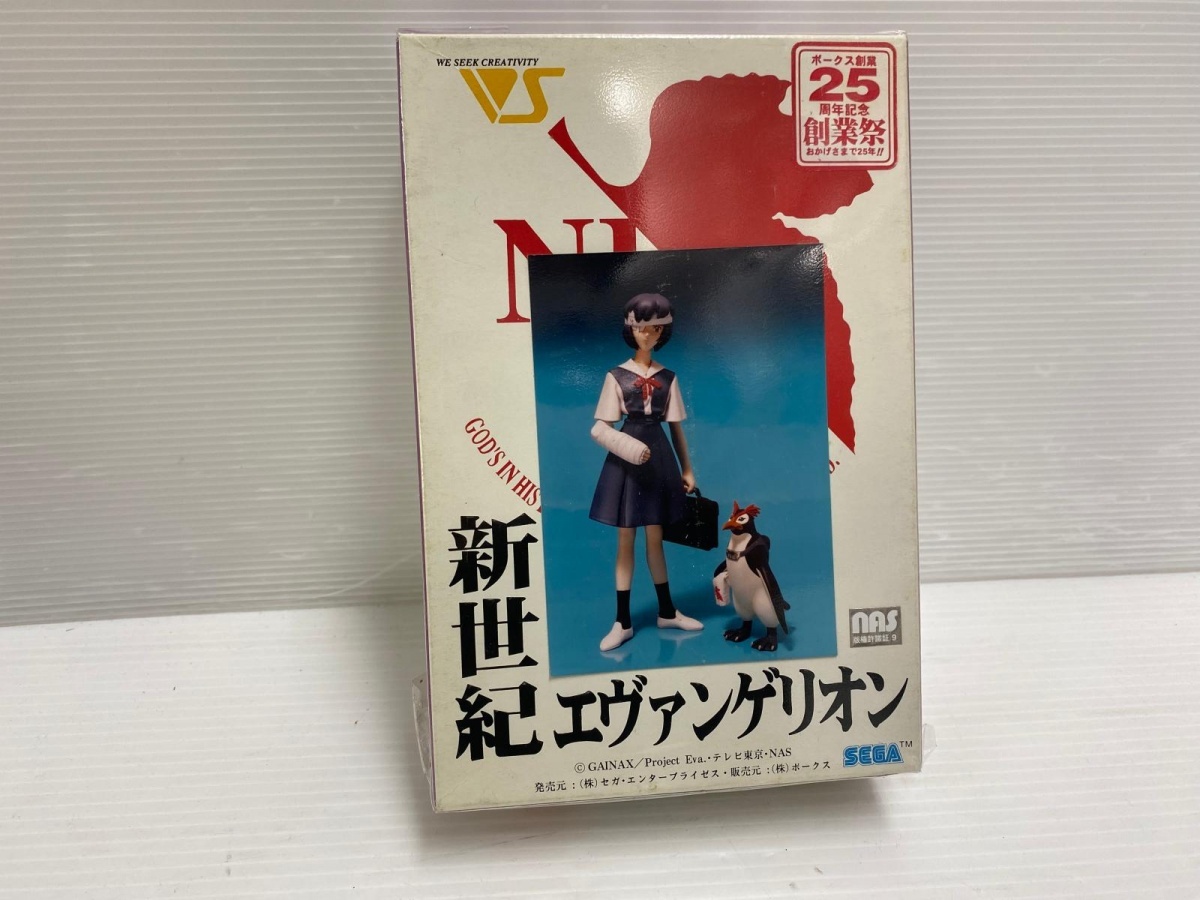 WE SEEK CREATIVITY
VS
ボークス創業
25
周年記念
創業祭
おかげさまで25年!!
GOD'S IN HIS
新世紀
エヴァンゲリオン
nas
版権許諾証 9
© GAINAX／Project Eva.・テレビ東京・NAS
SEGA™
発売元：(株)セガ・エンタープライゼス・販売元：(株)ボークス